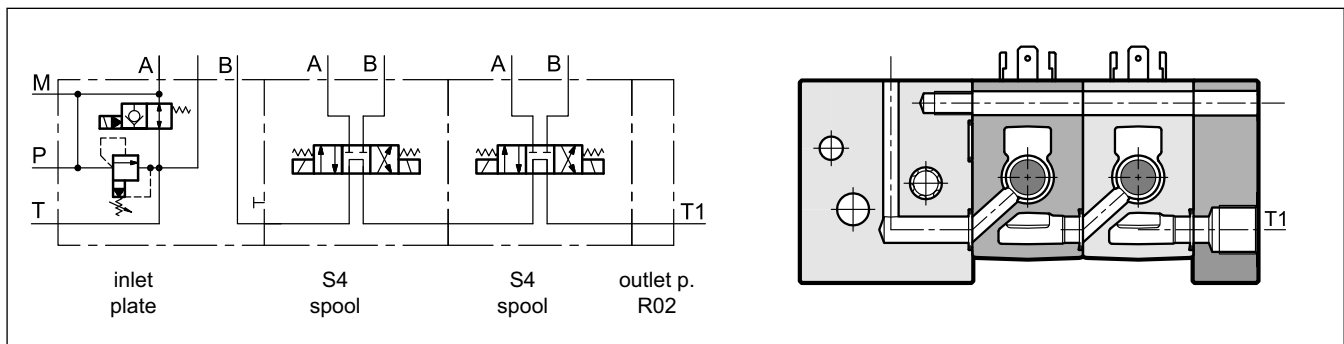 A B A B A B
M
P
T
T1
inlet
plate
S4
spool
S4
spool
outlet p.
R02
T1